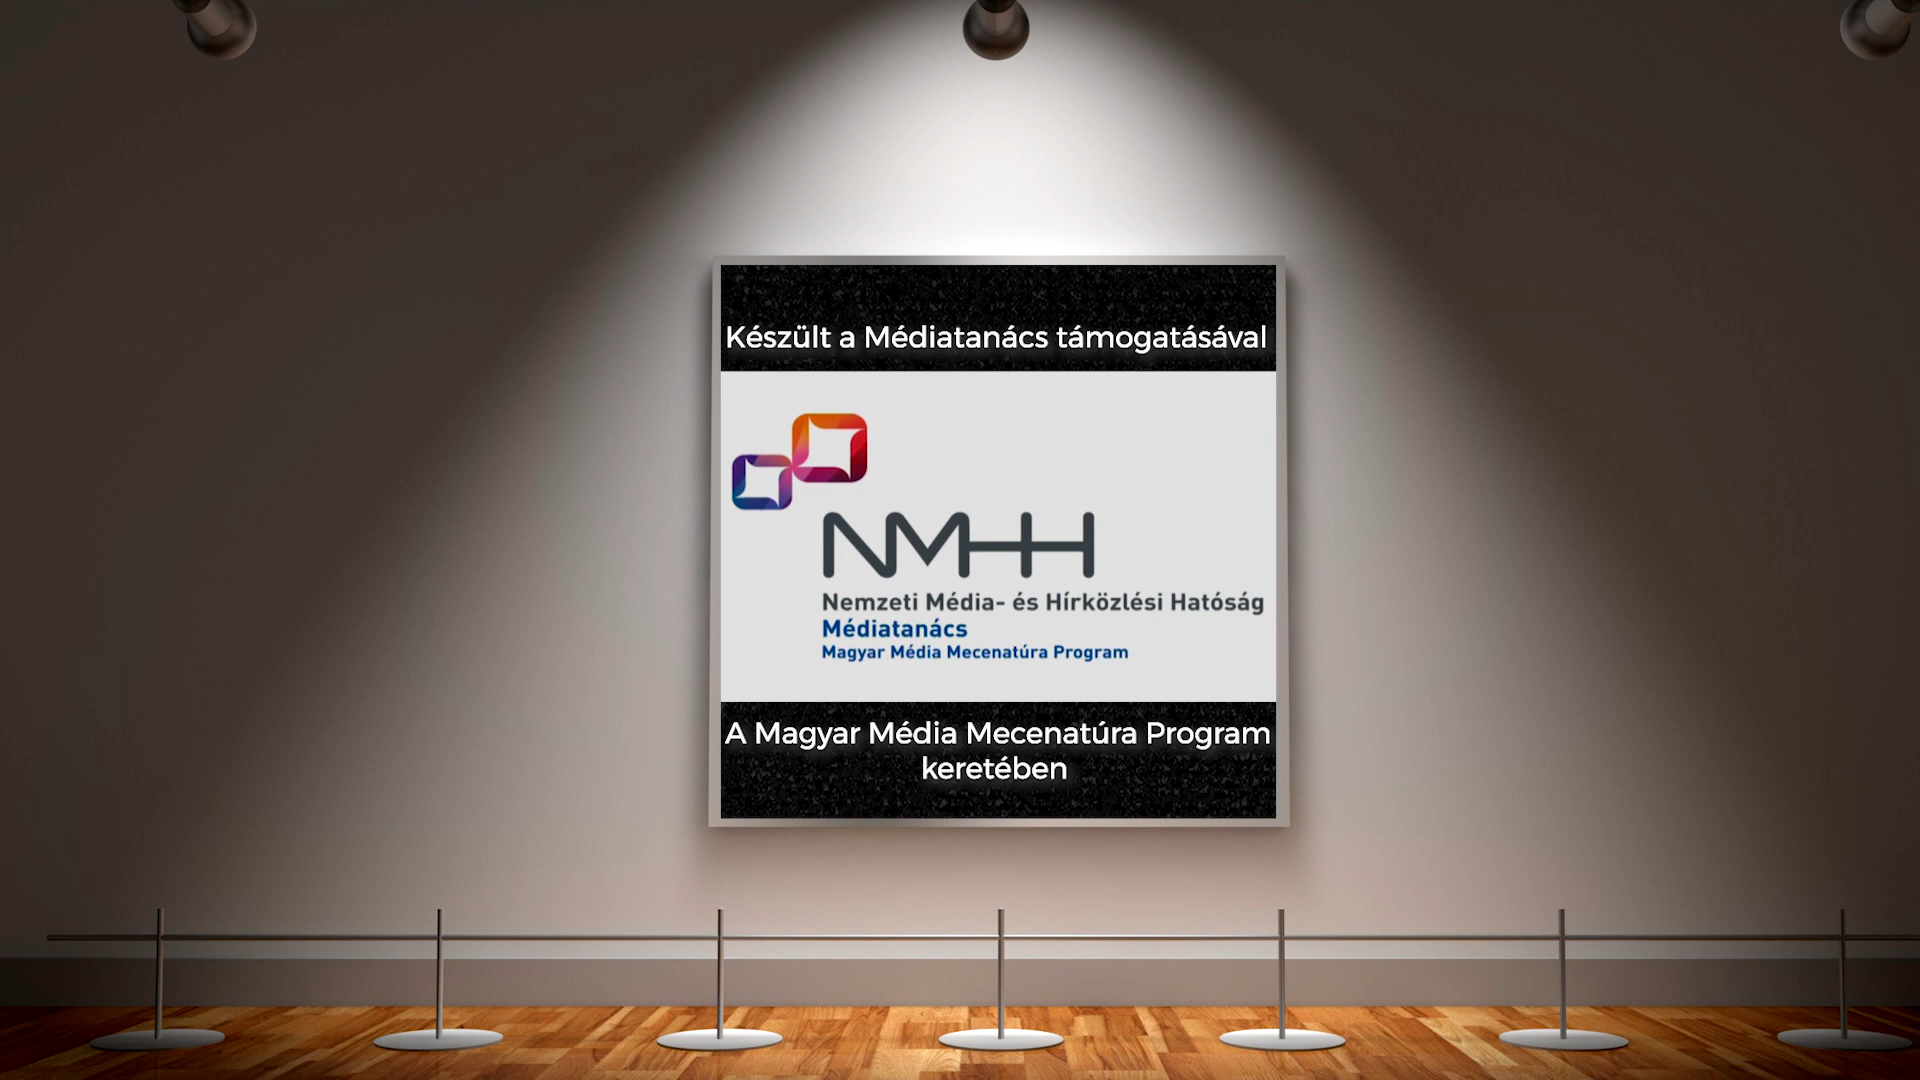 Készült a Médiatanács támogatásával
NMHH
Nemzeti Média- és Hírközlési Hatóság
Médiatanács
Magyar Média Mecenatúra Program
A Magyar Média Mecenatúra Program
keretében